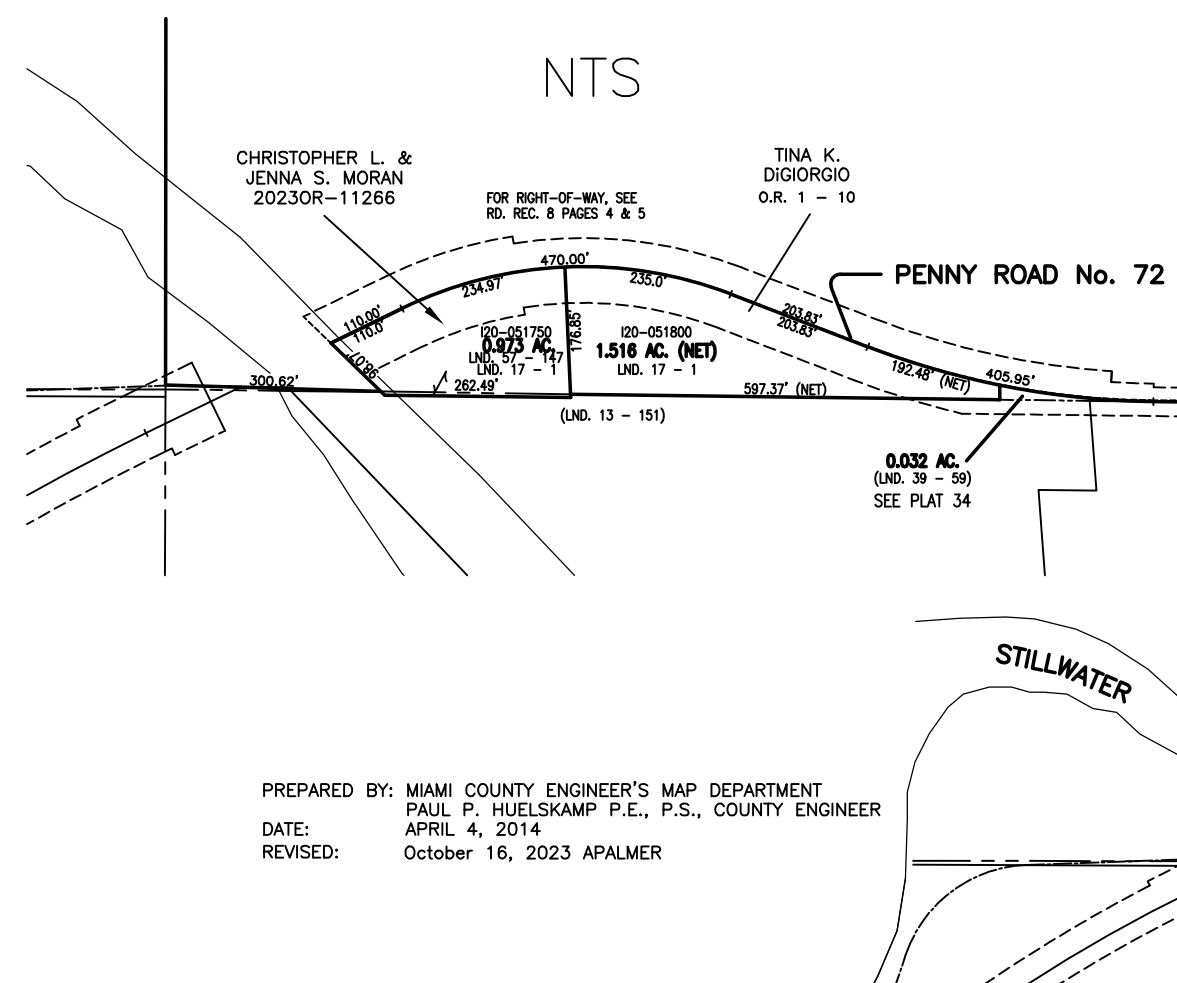 NTS
CHRISTOPHER L. &
JENNA S. MORAN
2023OR-11266
FOR RIGHT-OF-WAY, SEE
RD. REC. 8 PAGES 4 & 5
TINA K.
DiGIORGIO
O.R. 1 - 10
PENNY ROAD No. 72
470.00'
234.97'
235.0'
110.00'
110.0'
203.83'
203.83'
176.85'
98.07'
I20-051750
0.973 AC.
LND. 57 - 147
LND. 17 - 1
I20-051800
1.516 AC. (NET)
LND. 17 - 1
192.48' (NET)
405.95'
300.62'
262.49'
597.37' (NET)
(LND. 13 - 151)
0.032 AC.
(LND. 39 - 59)
SEE PLAT 34
STILLWATER
PREPARED BY: MIAMI COUNTY ENGINEER'S MAP DEPARTMENT
PAUL P. HUELSKAMP P.E., P.S., COUNTY ENGINEER
DATE: APRIL 4, 2014
REVISED: October 16, 2023 APALMER